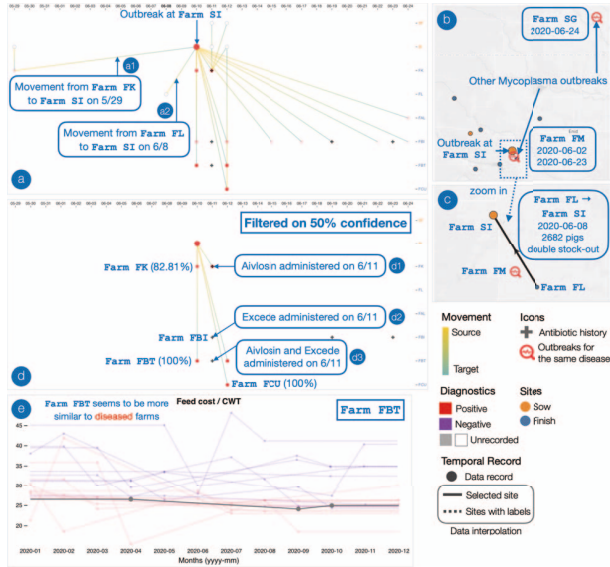 Outbreak at Farm SI
a1
Movement from Farm FK
to Farm SI on 5/29
a2
Movement from Farm FL
to Farm SI on 6/8
a
b
Farm SG
2020-06-24
Other Mycoplasma outbreaks
Outbreak at
Farm SI
Farm FM
2020-06-02
2020-06-23
zoom in
c
Farm FL →
Farm SI
2020-06-08
2682 pigs
double stock-out
Farm SI
Farm FM
Farm FL
Filtered on 50% confidence
Farm FK (82.81%)
Aivlosn administered on 6/11
d1
Excece administered on 6/11
d2
Farm FBI
Aivlosin and Excede
administered on 6/11
d3
Farm FBT (100%)
Farm FCU (100%)
d
e
Farm FBT seems to be more
similar to diseased farms
Feed cost / CWT
Farm FBT
45
40
35
30
25
20
2020-01
2020-02
2020-03
2020-04
2020-05
2020-06
2020-07
2020-08
2020-09
2020-10
2020-11
2020-12
Months (yyyy-mm)
Movement
Source
Target
Icons
Antibiotic history
Outbreaks for
the same disease
Diagnostics
Positive
Negative
Unrecorded
Sites
Sow
Finish
Temporal Record
Data record
Selected site
Sites with labels
Data interpolation